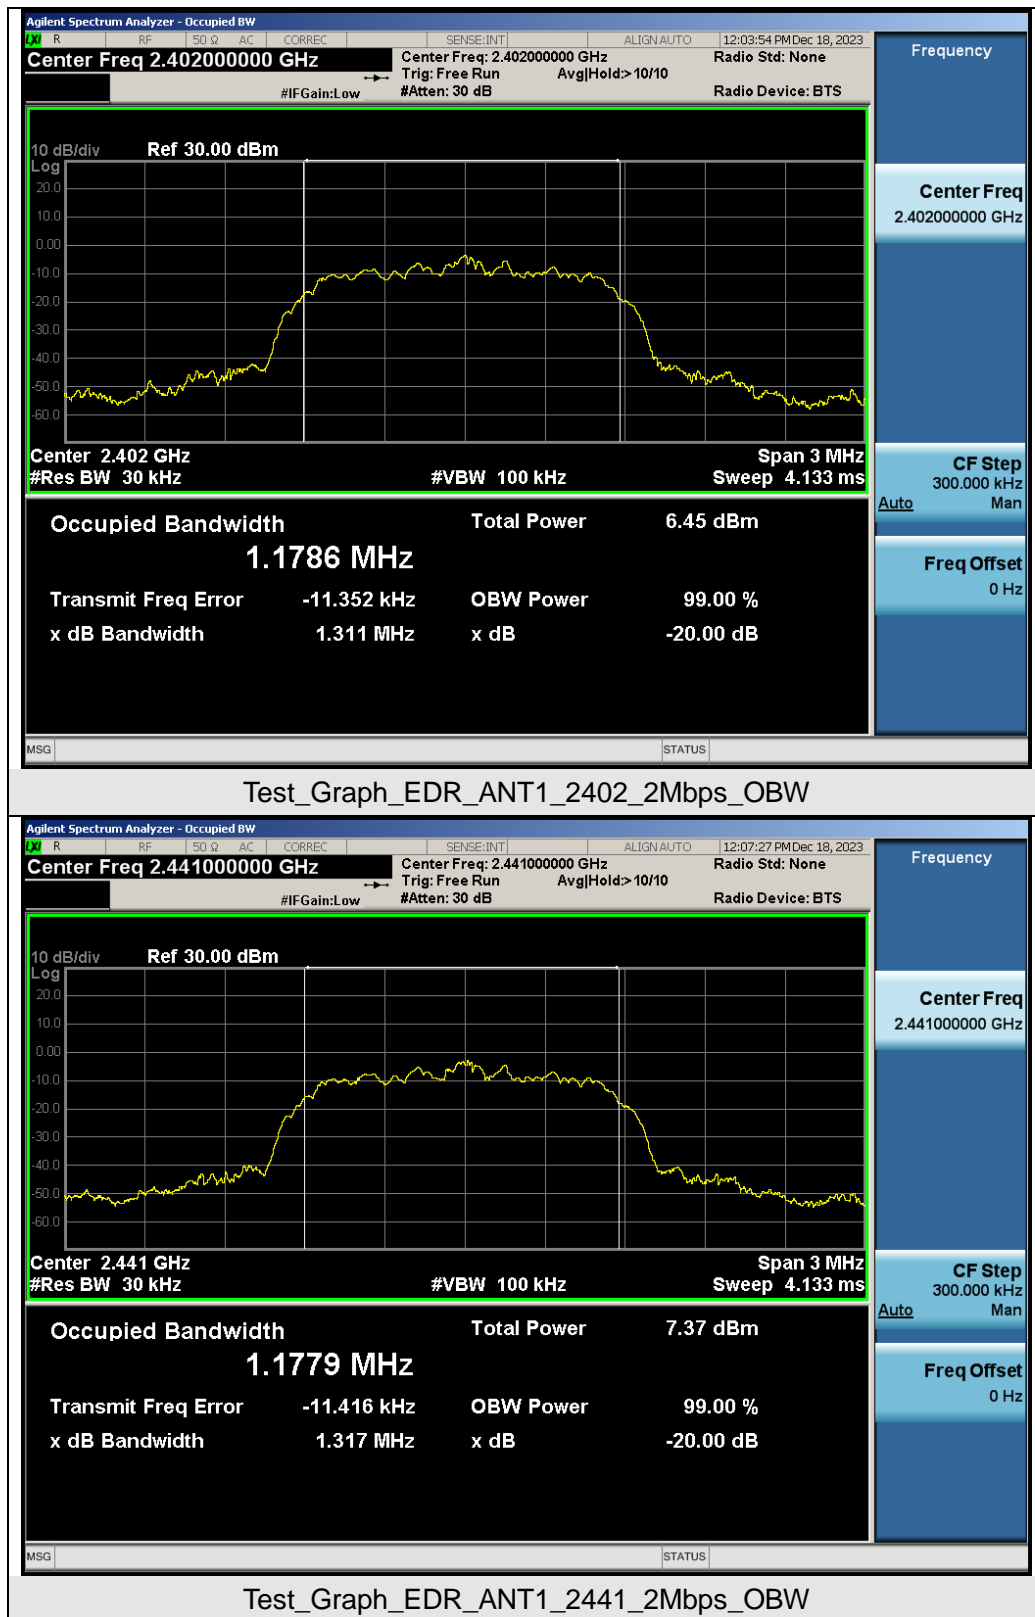 Agilent Spectrum Analyzer - Occupied BW
LXI R RF 50 Ω AC CORREC SENSE:INT ALIGN AUTO 12:03:54 PM Dec 18, 2023
Center Freq 2.402000000 GHz Center Freq: 2.402000000 GHz Radio Std: None
Trig: Free Run Avg|Hold:>10/10
#IFGain:Low #Atten: 30 dB Radio Device: BTS
10 dB/div Ref 30.00 dBm
Log
20.0
10.0
0.00
-10.0
-20.0
-30.0
-40.0
-50.0
-60.0
Center 2.402 GHz Span 3 MHz
#Res BW 30 kHz #VBW 100 kHz Sweep 4.133 ms
Occupied Bandwidth Total Power 6.45 dBm
1.1786 MHz
Transmit Freq Error -11.352 kHz OBW Power 99.00 %
x dB Bandwidth 1.311 MHz x dB -20.00 dB
MSG STATUS
Frequency
Center Freq
2.402000000 GHz
CF Step
300.000 kHz
Auto Man
Freq Offset
0 Hz
Test_Graph_EDR_ANT1_2402_2Mbps_OBW
Agilent Spectrum Analyzer - Occupied BW
LXI R RF 50 Ω AC CORREC SENSE:INT ALIGN AUTO 12:07:27 PM Dec 18, 2023
Center Freq 2.441000000 GHz Center Freq: 2.441000000 GHz Radio Std: None
Trig: Free Run Avg|Hold:>10/10
#IFGain:Low #Atten: 30 dB Radio Device: BTS
10 dB/div Ref 30.00 dBm
Log
20.0
10.0
0.00
-10.0
-20.0
-30.0
-40.0
-50.0
-60.0
Center 2.441 GHz Span 3 MHz
#Res BW 30 kHz #VBW 100 kHz Sweep 4.133 ms
Occupied Bandwidth Total Power 7.37 dBm
1.1779 MHz
Transmit Freq Error -11.416 kHz OBW Power 99.00 %
x dB Bandwidth 1.317 MHz x dB -20.00 dB
MSG STATUS
Frequency
Center Freq
2.441000000 GHz
CF Step
300.000 kHz
Auto Man
Freq Offset
0 Hz
Test_Graph_EDR_ANT1_2441_2Mbps_OBW